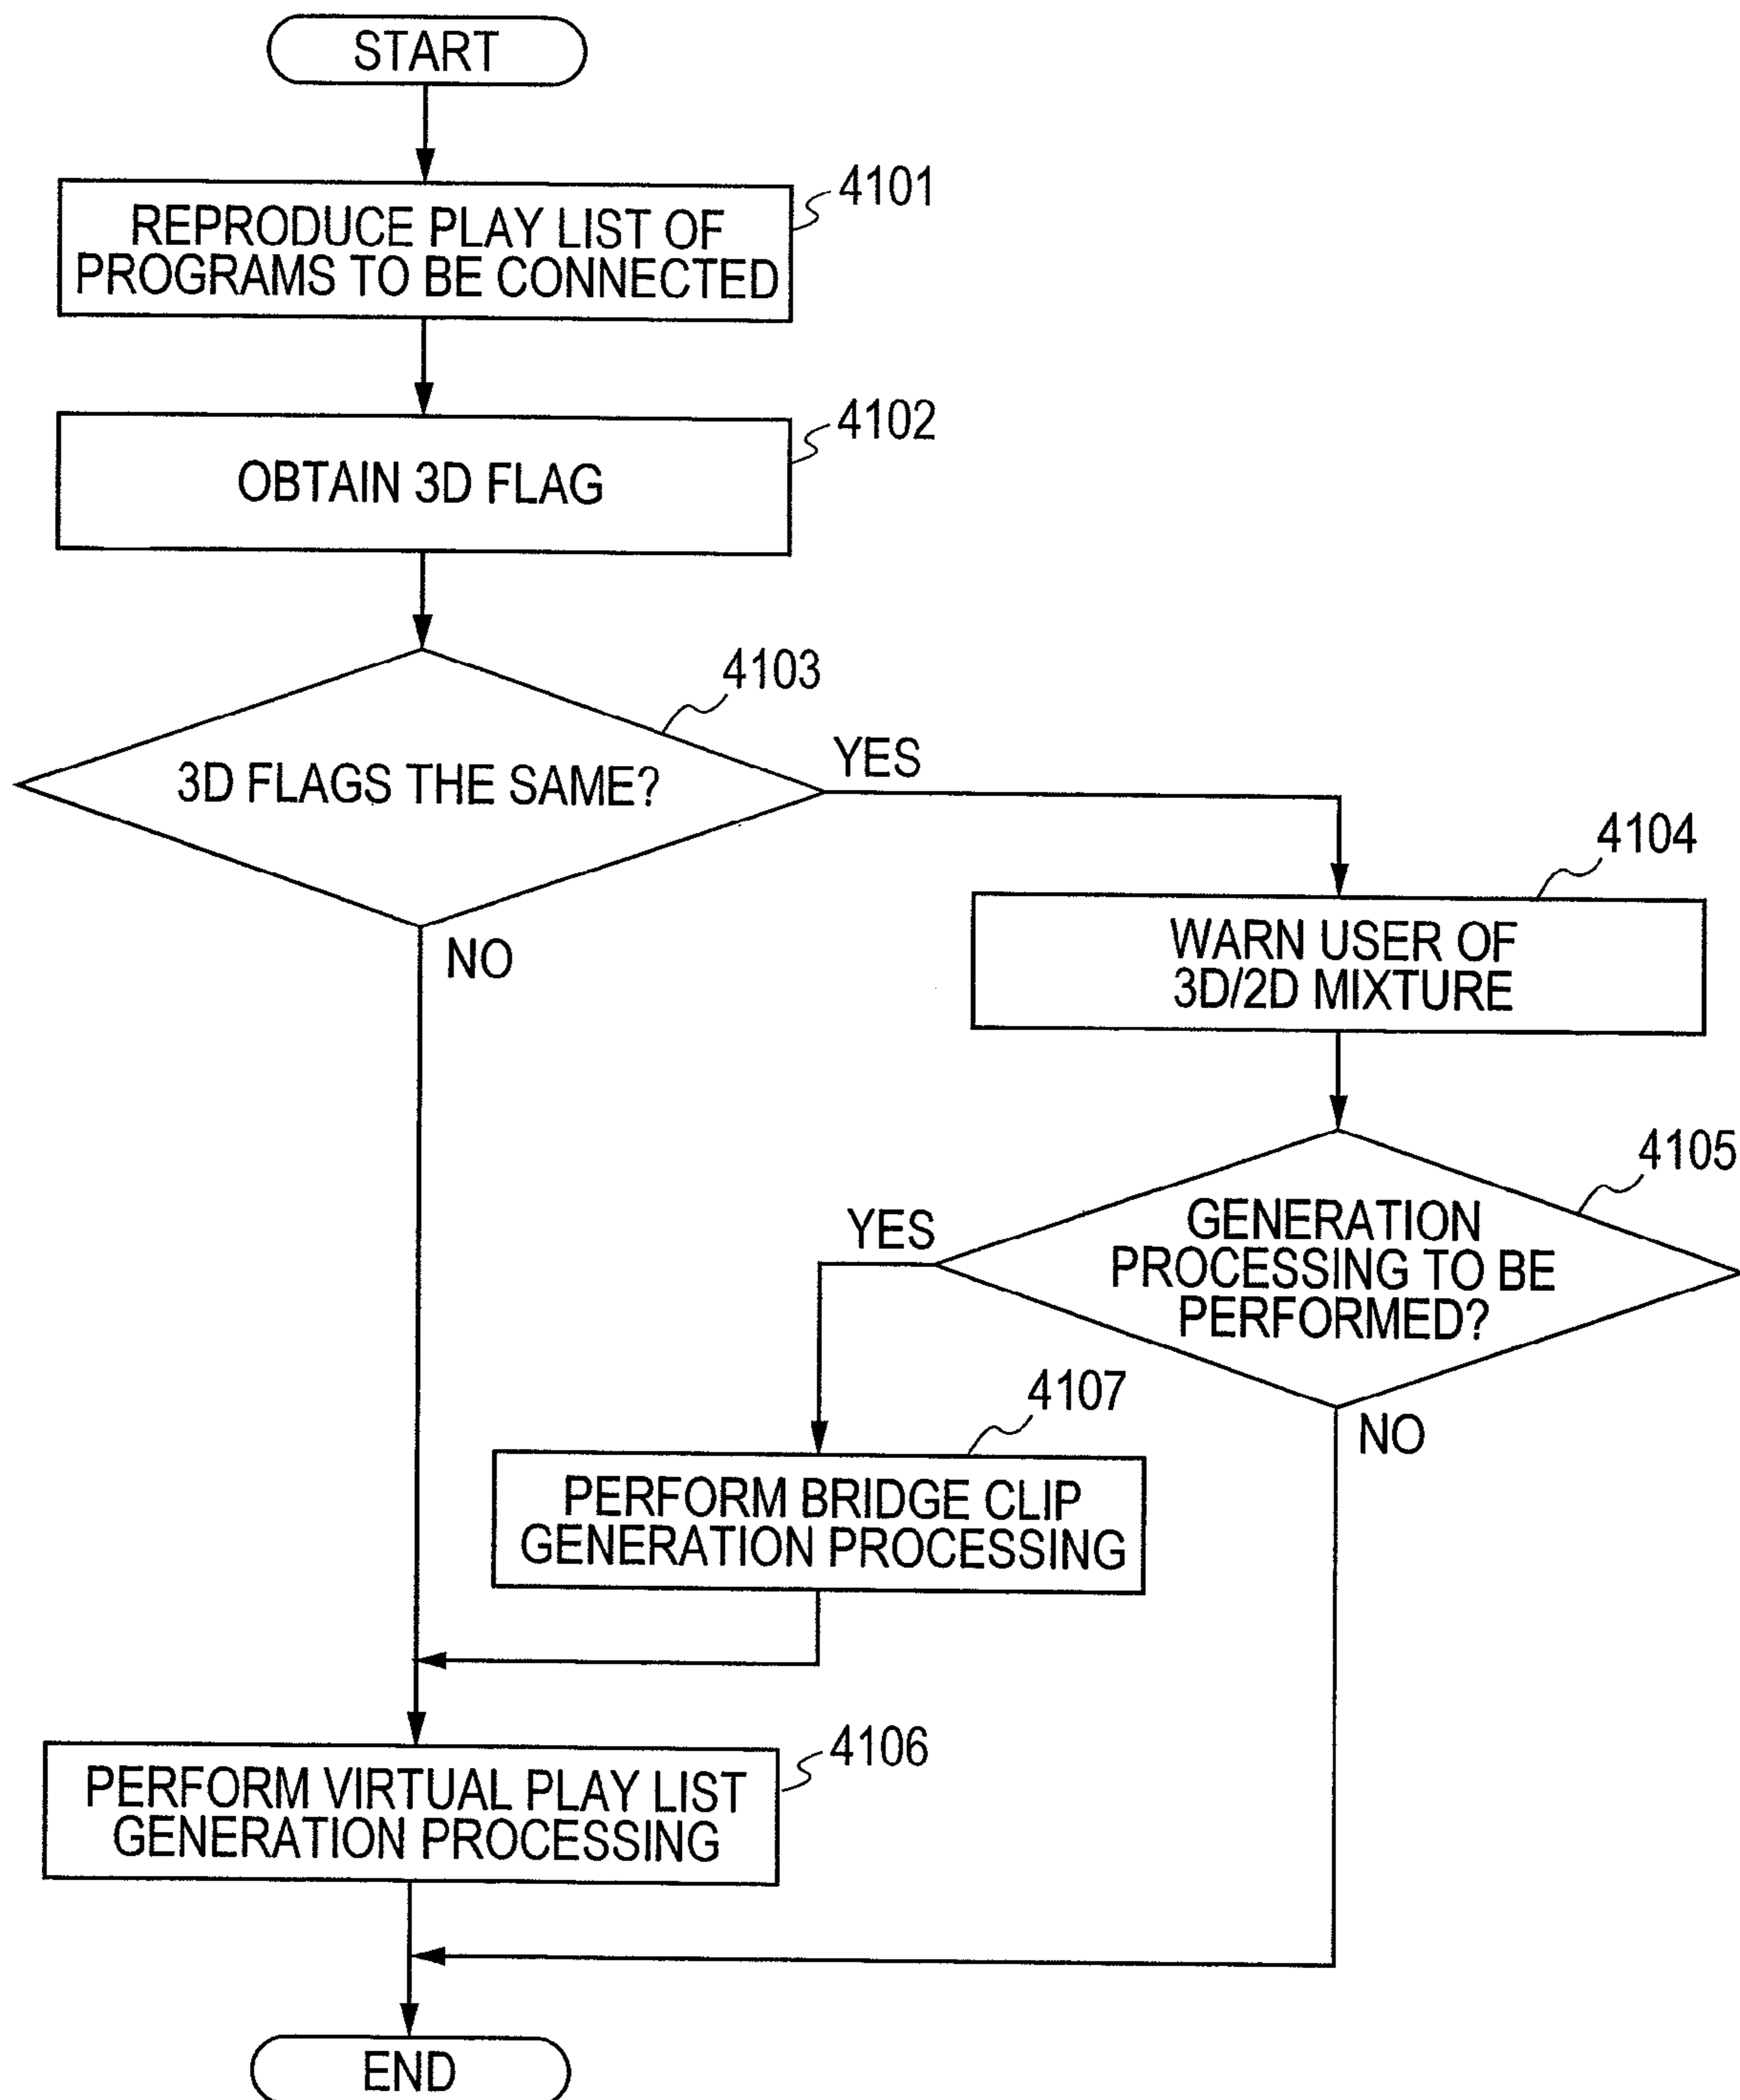 START
4101
REPRODUCE PLAY LIST OF
PROGRAMS TO BE CONNECTED
4102
OBTAIN 3D FLAG
4103
3D FLAGS THE SAME?
YES
NO
4104
WARN USER OF
3D/2D MIXTURE
4105
GENERATION
PROCESSING TO BE
PERFORMED?
YES
NO
4107
PERFORM BRIDGE CLIP
GENERATION PROCESSING
4106
PERFORM VIRTUAL PLAY LIST
GENERATION PROCESSING
END